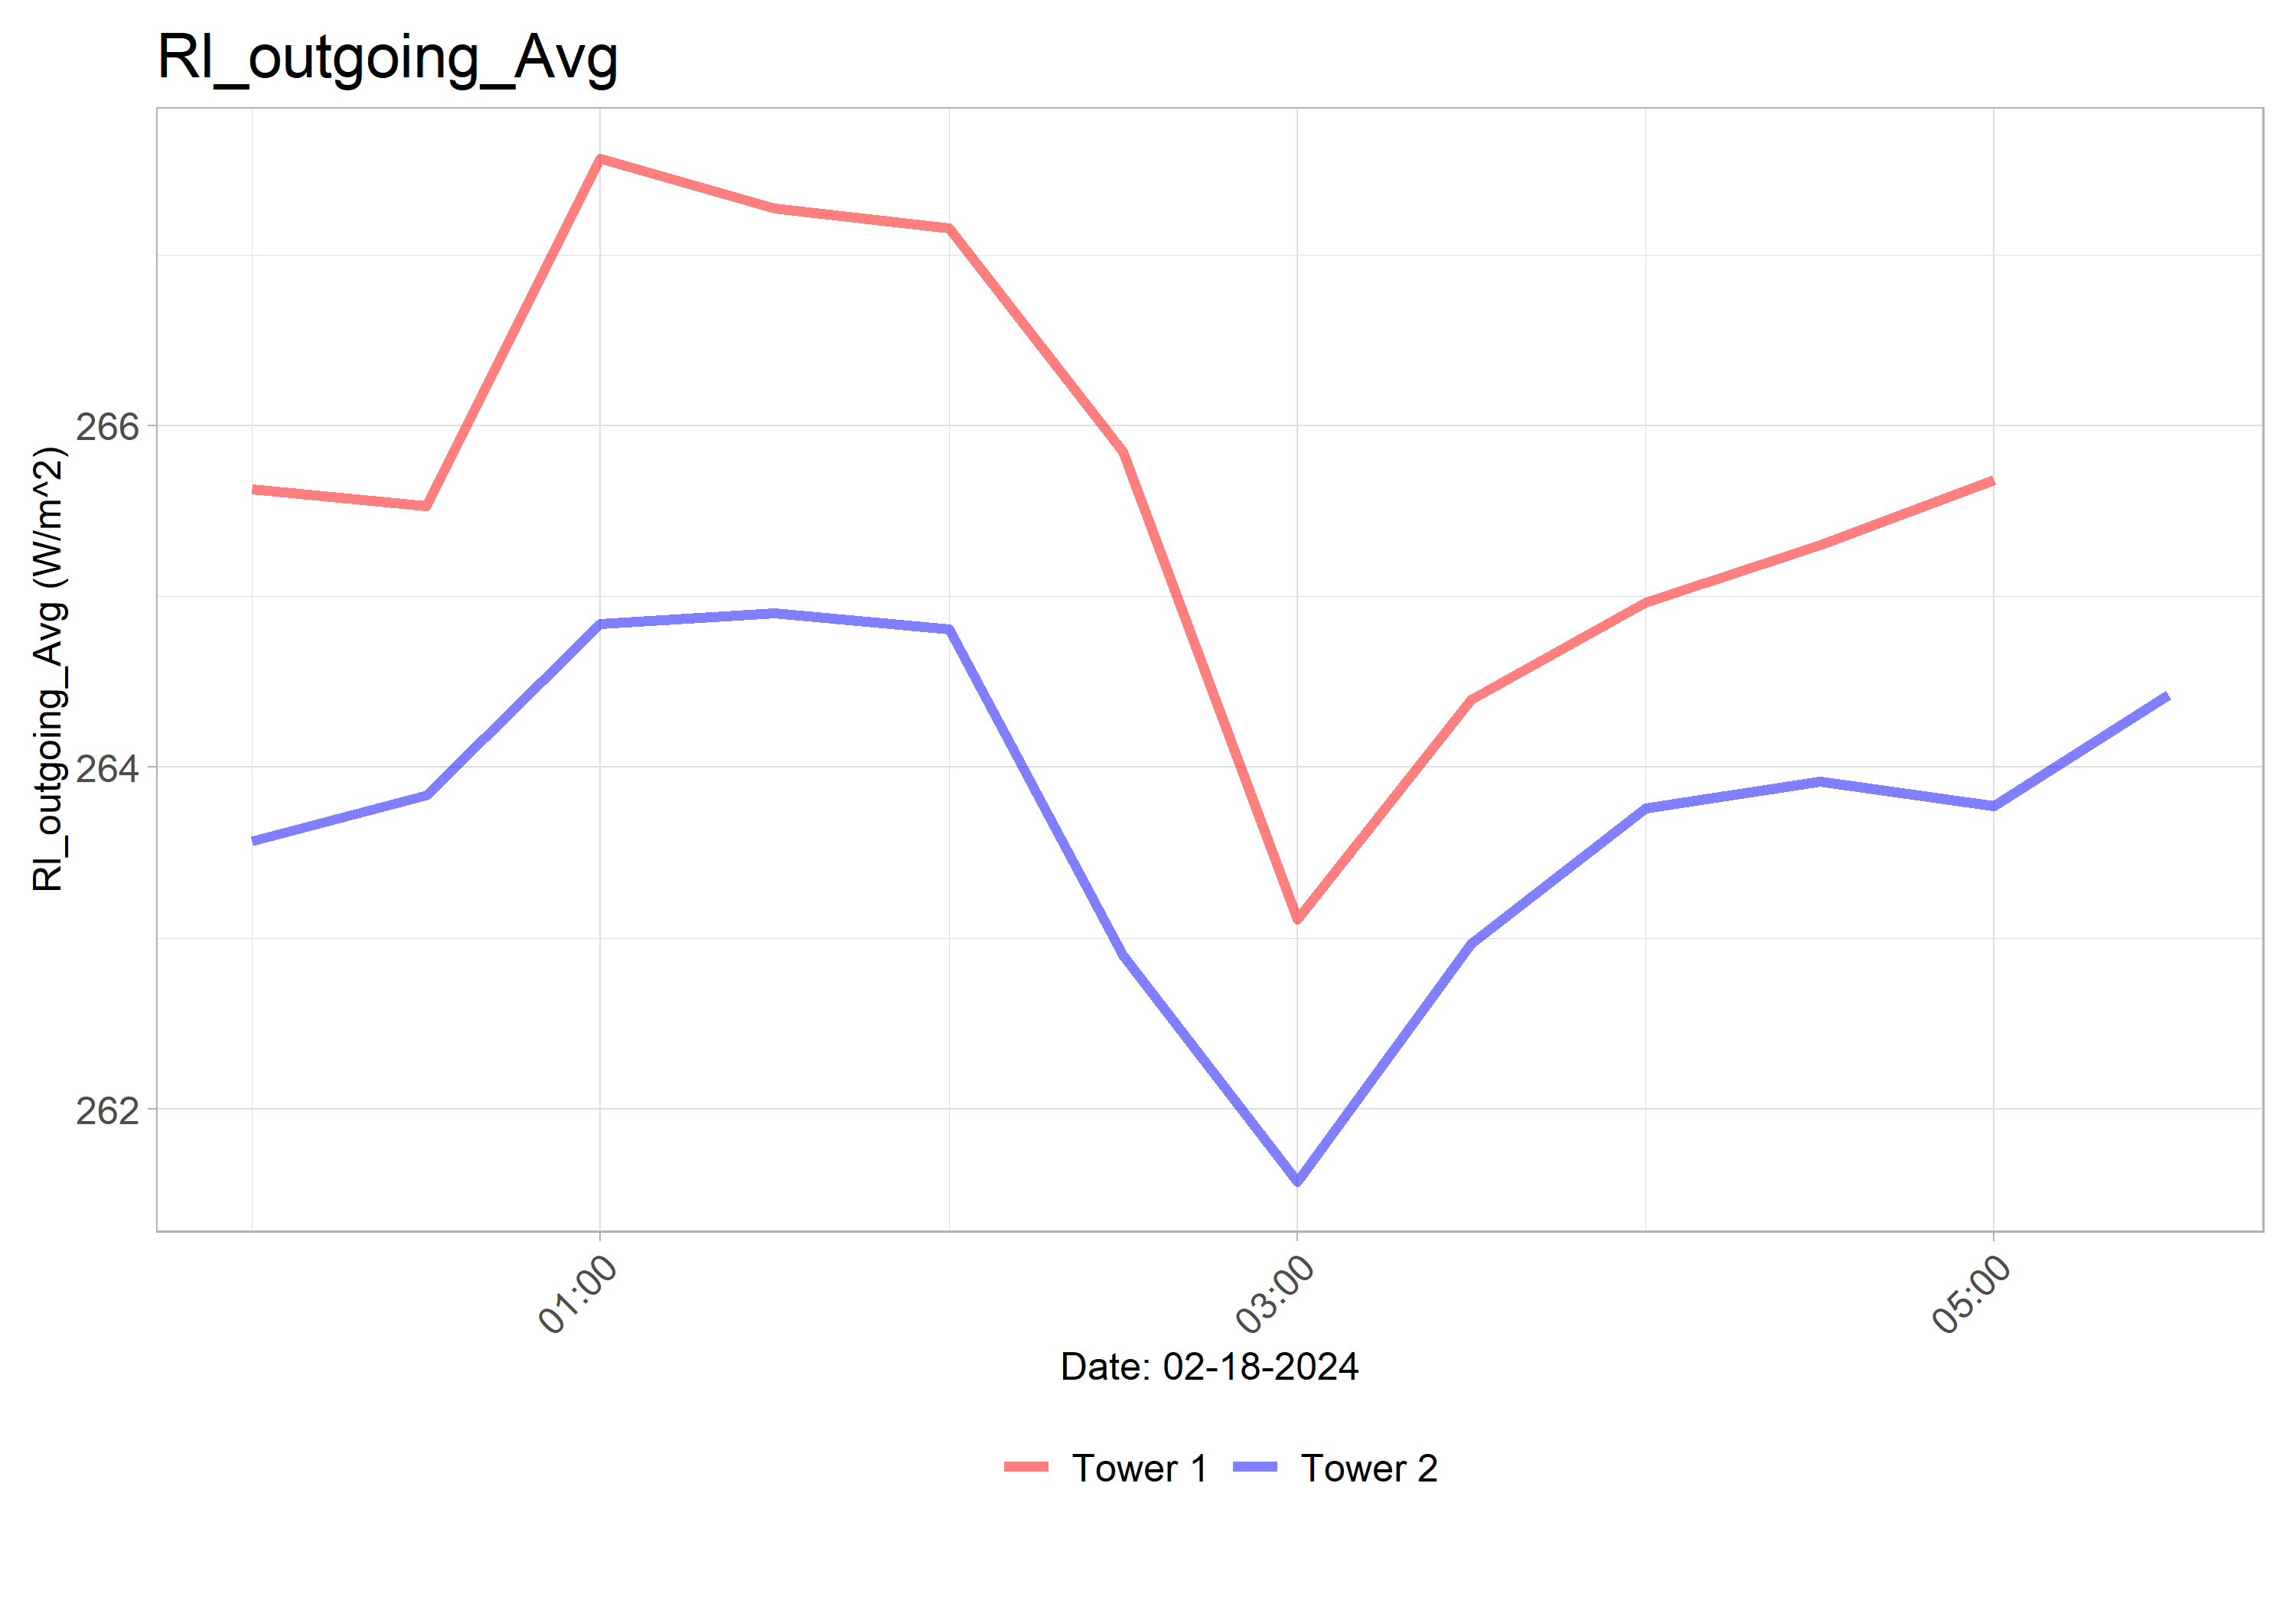 Rl_outgoing_Avg
Rl_outgoing_Avg (W/m^2)
266
264
262
01:00
03:00
05:00
Date: 02-18-2024
Tower 1
Tower 2